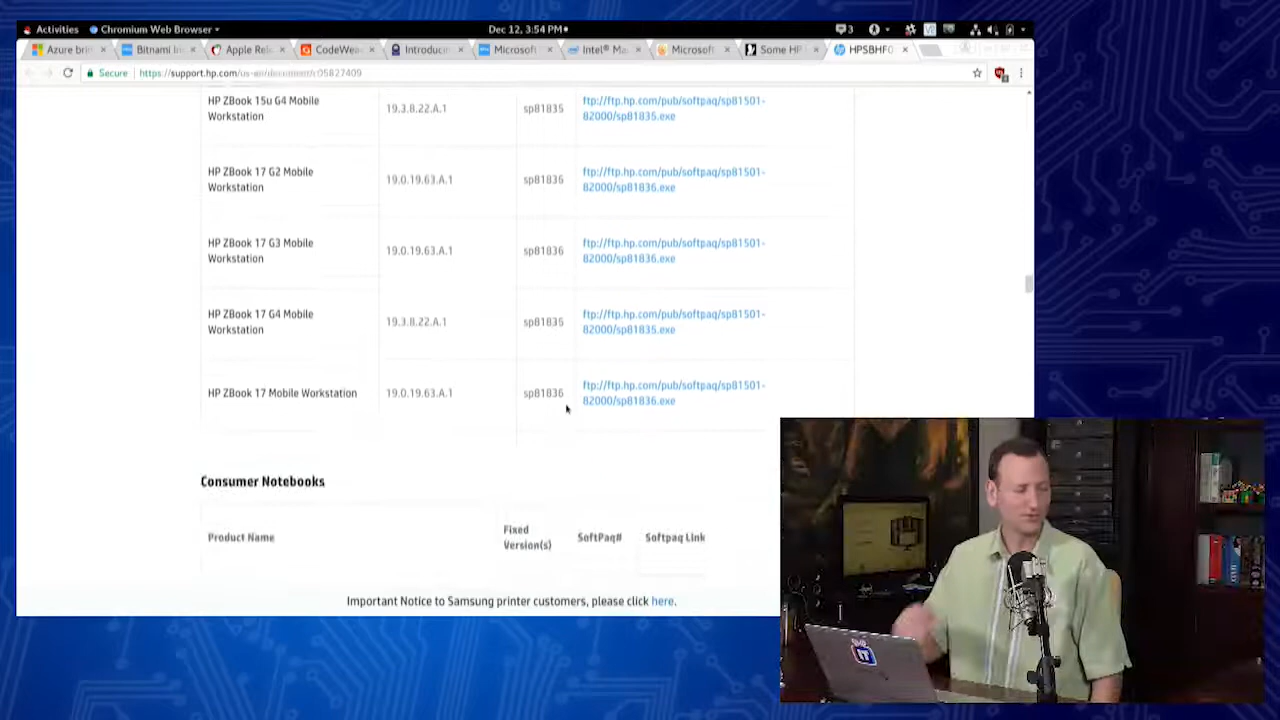 Activities
Chromium Web Browser
Dec 12, 3:54 PM
3
Azure bri
Bitnami
Apple Rel
CodeWea
Introduci
Microsoft
Intel® Ma
Microsoft
Some HP
HPSBHF0
Secure
https://support.hp.com/us-en/document/c05827409
HP ZBook 15u G4 Mobile
Workstation
19.3.8.22.A.1
sp81835
ftp://ftp.hp.com/pub/softpaq/sp81501-
82000/sp81835.exe
HP ZBook 17 G2 Mobile
Workstation
19.0.19.63.A.1
sp81836
ftp://ftp.hp.com/pub/softpaq/sp81501-
82000/sp81836.exe
HP ZBook 17 G3 Mobile
Workstation
19.0.19.63.A.1
sp81836
ftp://ftp.hp.com/pub/softpaq/sp81501-
82000/sp81836.exe
HP ZBook 17 G4 Mobile
Workstation
19.3.8.22.A.1
sp81835
ftp://ftp.hp.com/pub/softpaq/sp81501-
82000/sp81835.exe
HP ZBook 17 Mobile Workstation
19.0.19.63.A.1
sp81836
ftp://ftp.hp.com/pub/softpaq/sp81501-
82000/sp81836.exe
Consumer Notebooks
Product Name
Fixed
Version(s)
SoftPaq#
Softpaq Link
Important Notice to Samsung printer customers, please click here.
IT